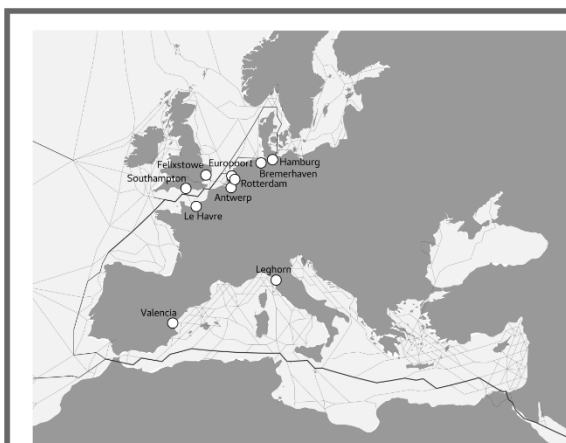 Felixstowe Europoort Hamburg
Bremerhaven
Southampton Rotterdam
Antwerp
Le Havre
Leghorn
Valencia